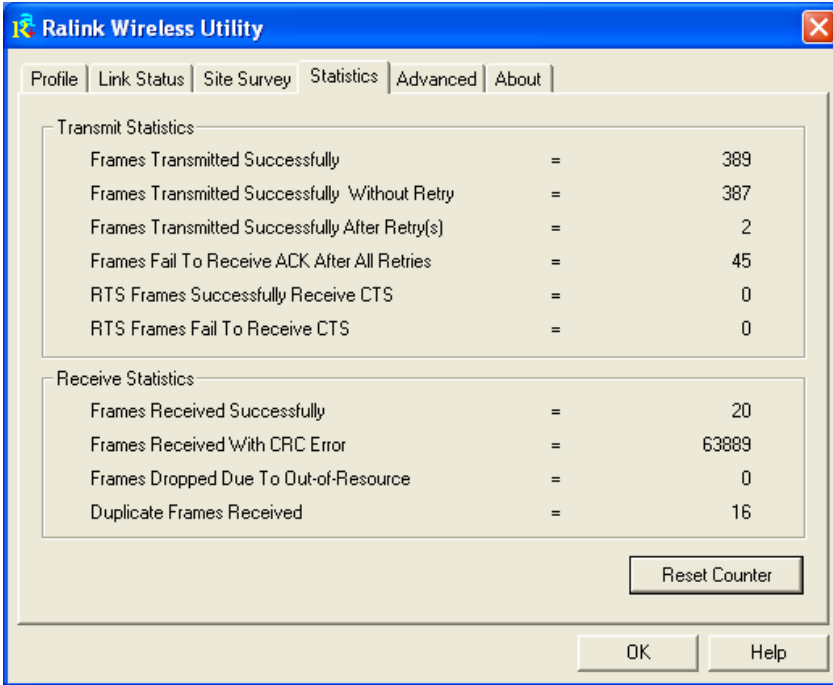 Ralink Wireless Utility
Profile Link Status Site Survey Statistics Advanced About
Transmit Statistics
Frames Transmitted Successfully = 389
Frames Transmitted Successfully Without Retry = 387
Frames Transmitted Successfully After Retry(s) = 2
Frames Fail To Receive ACK After All Retries = 45
RTS Frames Successfully Receive CTS = 0
RTS Frames Fail To Receive CTS = 0
Receive Statistics
Frames Received Successfully = 20
Frames Received With CRC Error = 63889
Frames Dropped Due To Out-of-Resource = 0
Duplicate Frames Received = 16
Reset Counter
OK Help